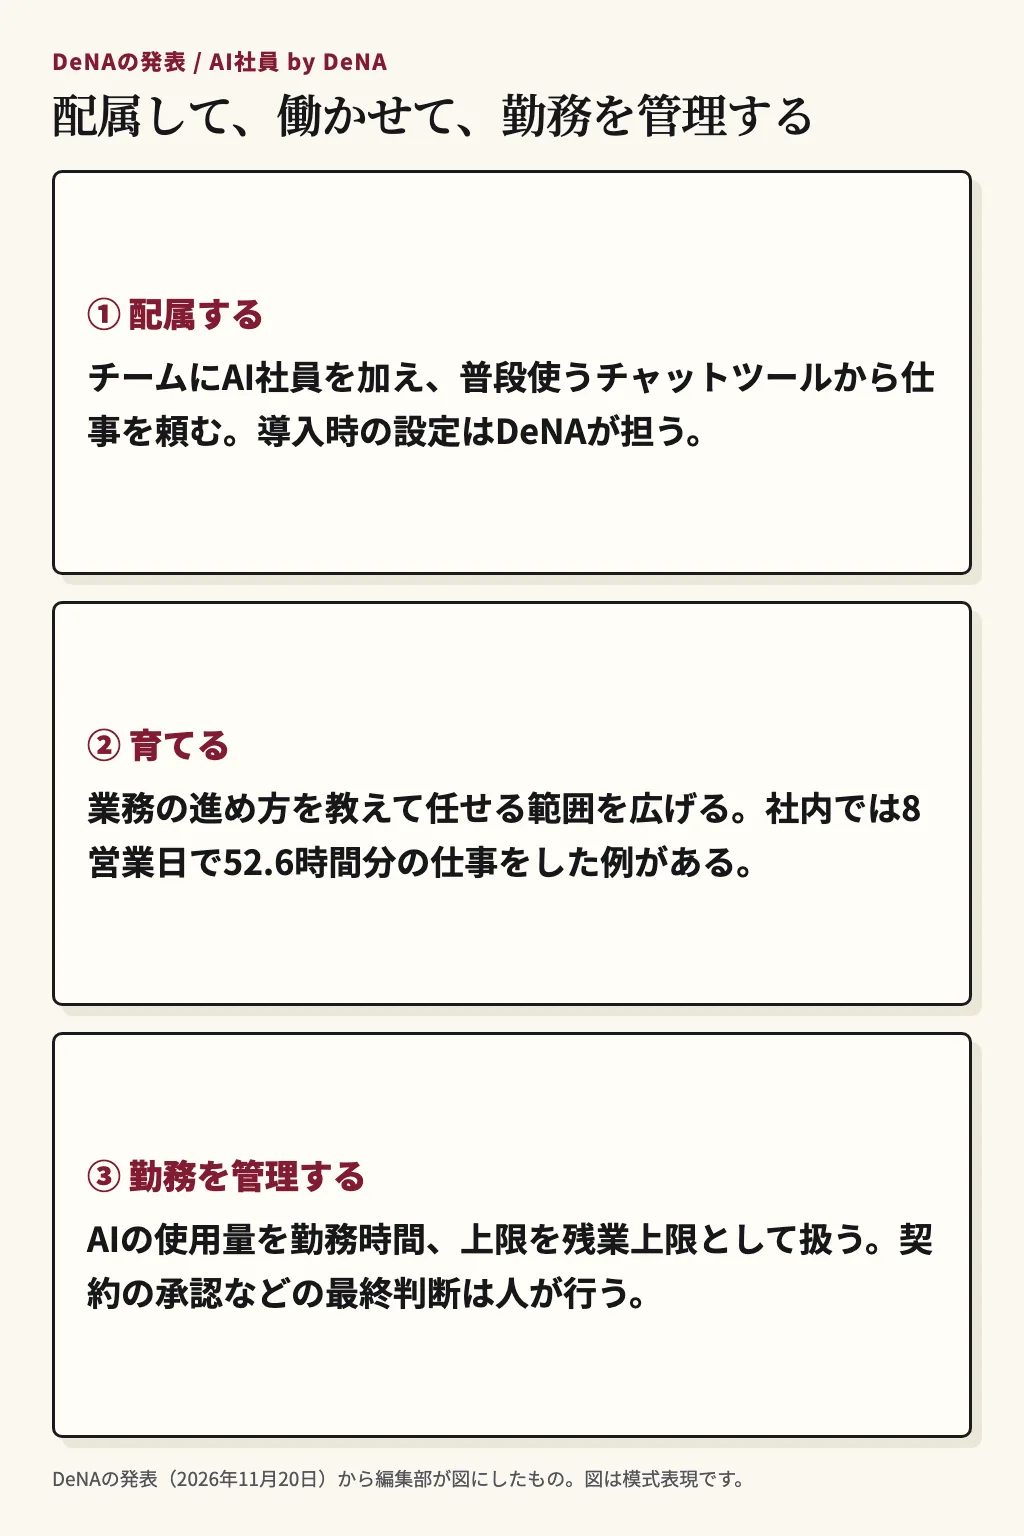 DeNAの発表 / AI社員 by DeNA
配属して、働かせて、勤務を管理する
① 配属する
チームにAI社員を加え、普段使うチャットツールから仕
事を頼む。導入時の設定はDeNAが担う。
② 育てる
業務の進め方を教えて任せる範囲を広げる。社内では8
営業日で52.6時間分の仕事をした例がある。
③ 勤務を管理する
AIの使用量を勤務時間、上限を残業上限として扱う。契
約の承認などの最終判断は人が行う。
DeNAの発表（2026年11月20日）から編集部が図にしたもの。図は模式表現です。